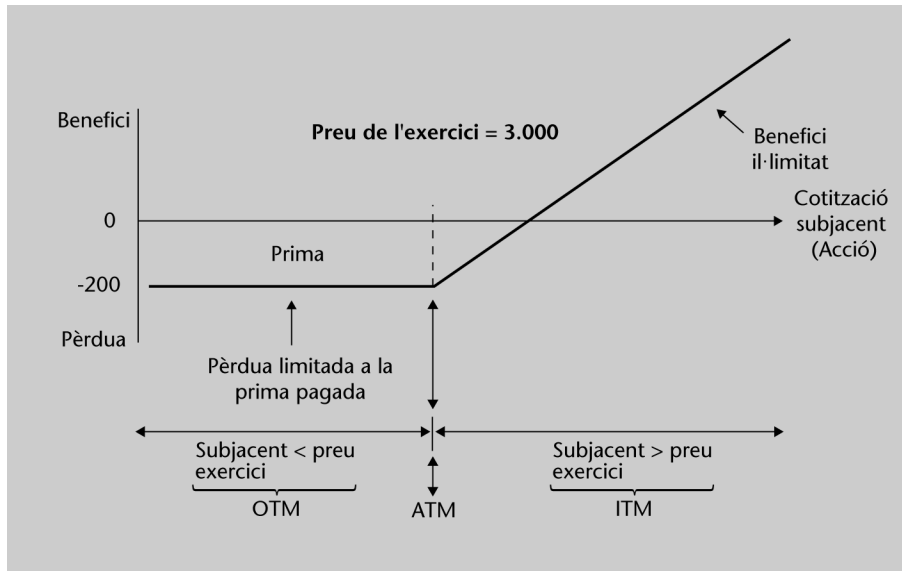 Benefici
Preu de l'exercici = 3.000
Benefici
il·limitat
Cotització
subjacent
(Acció)
0
Prima
-200
Pèrdua
Pèrdua limitada a la
prima pagada
Subjacent < preu
exercici
Subjacent > preu
exercici
OTM
ATM
ITM